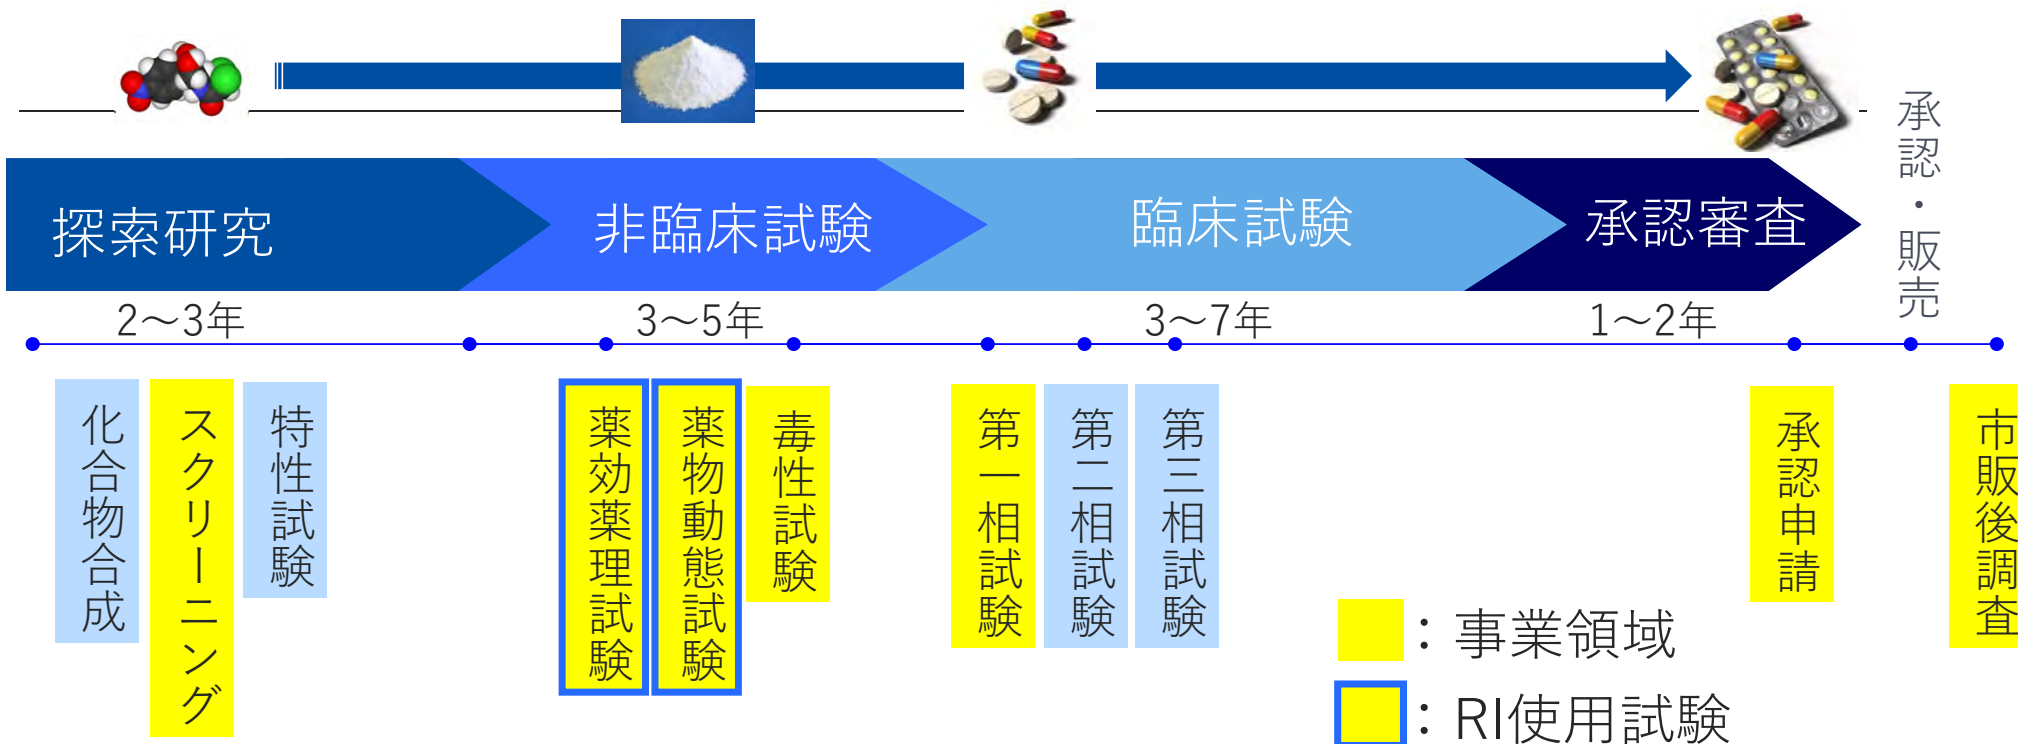 承認・販売
探索研究
非臨床試験
臨床試験
承認審査
2～3年
3～5年
3～7年
1～2年
化合物合成
スクリーニング
特性試験
薬効薬理試験
薬物動態試験
毒性試験
第一相試験
第二相試験
第三相試験
承認申請
市販後調査
：事業領域
：RI使用試験